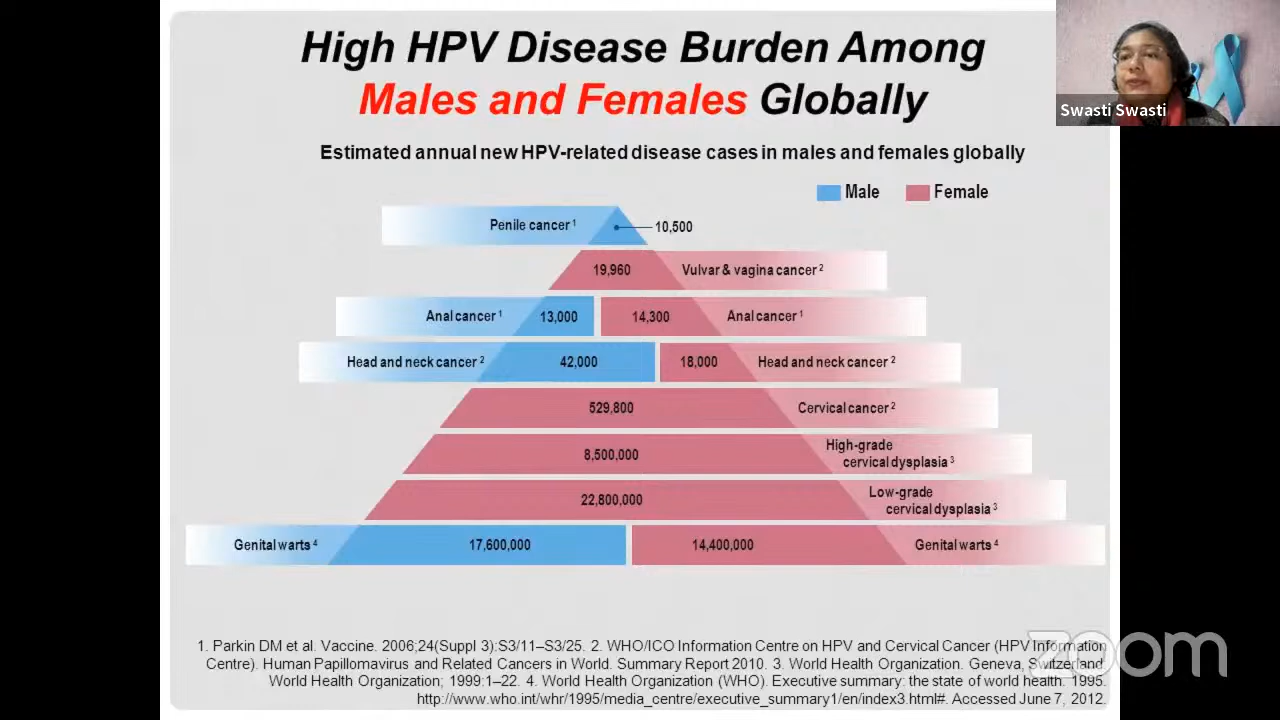 High HPV Disease Burden Among
Males and Females Globally
Swasti Swasti
Estimated annual new HPV-related disease cases in males and females globally
Male Female
Penile cancer 1 10,500
19,960 Vulvar & vagina cancer 2
Anal cancer 1 13,000 14,300 Anal cancer 1
Head and neck cancer 2 42,000 18,000 Head and neck cancer 2
529,800 Cervical cancer 2
8,500,000 High-grade
cervical dysplasia 3
22,800,000 Low-grade
cervical dysplasia 3
Genital warts 4 17,600,000 14,400,000 Genital warts 4
1. Parkin DM et al. Vaccine. 2006;24(Suppl 3):S3/11–S3/25. 2. WHO/ICO Information Centre on HPV and Cervical Cancer (HPV Information
Centre). Human Papillomavirus and Related Cancers in World. Summary Report 2010. 3. World Health Organization. Geneva, Switzerland
World Health Organization; 1999:1–22. 4. World Health Organization (WHO). Executive summary: the state of world health. 1995.
http://www.who.int/whr/1995/media_centre/executive_summary1/en/index3.html#. Accessed June 7, 2012.
zoom